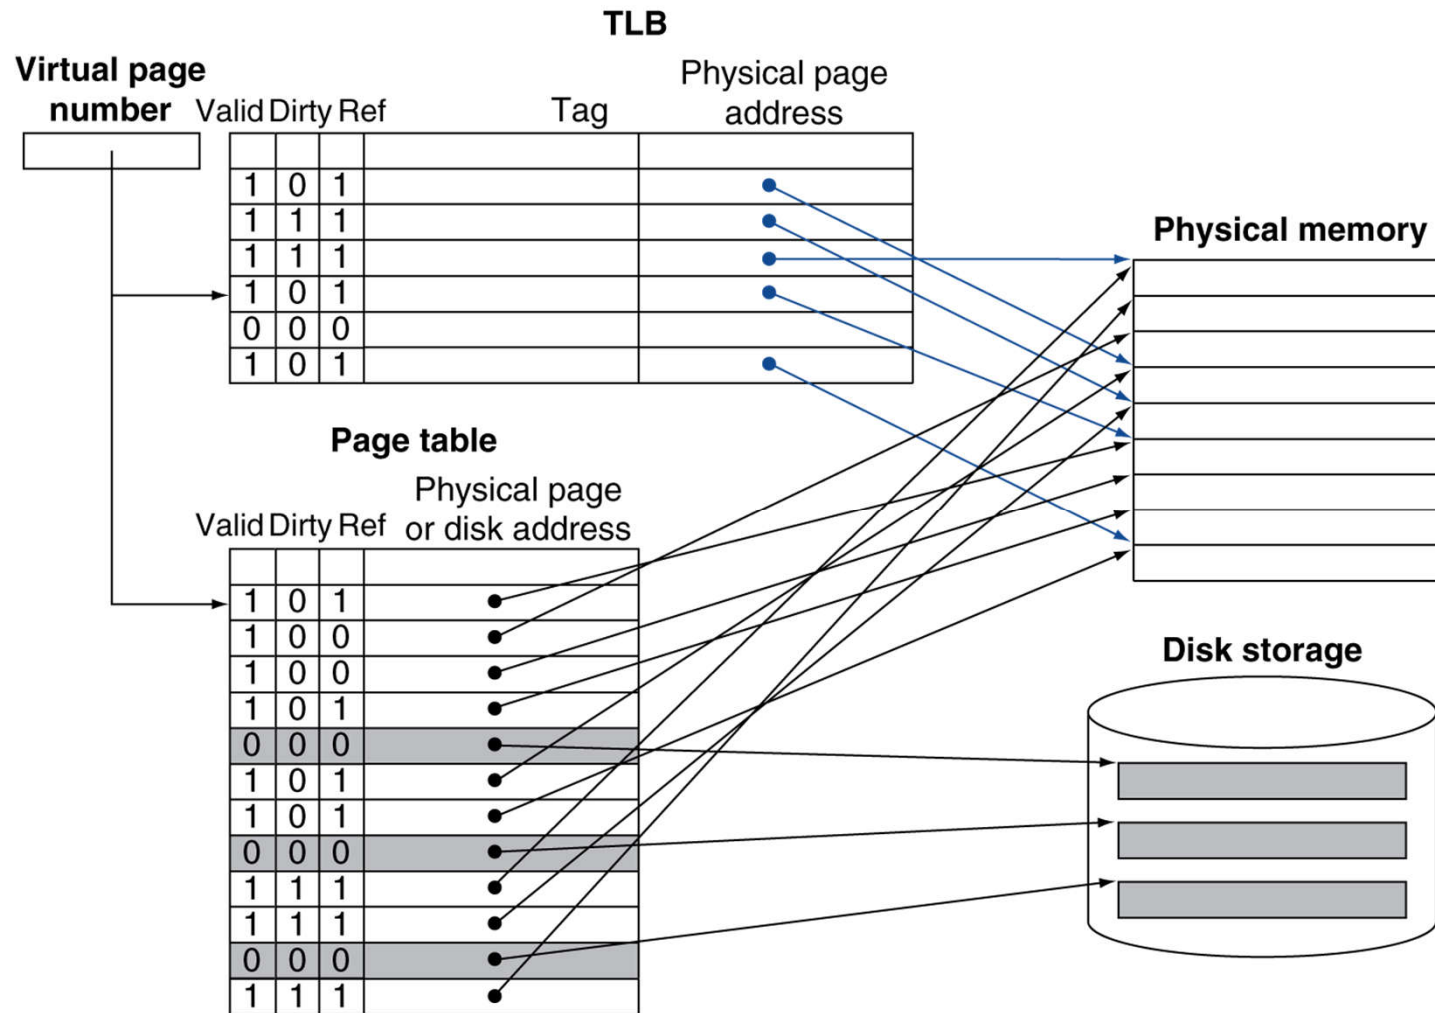 TLB
Virtual page
number
Valid Dirty Ref
Tag
Physical page
address
1 0 1
1 1 1
1 1 1
1 0 1
0 0 0
1 0 1
Physical memory
Page table
Valid Dirty Ref
Physical page
or disk address
1 0 1
1 0 0
1 0 0
1 0 1
0 0 0
1 0 1
1 0 1
0 0 0
1 1 1
1 1 1
0 0 0
1 1 1
Disk storage